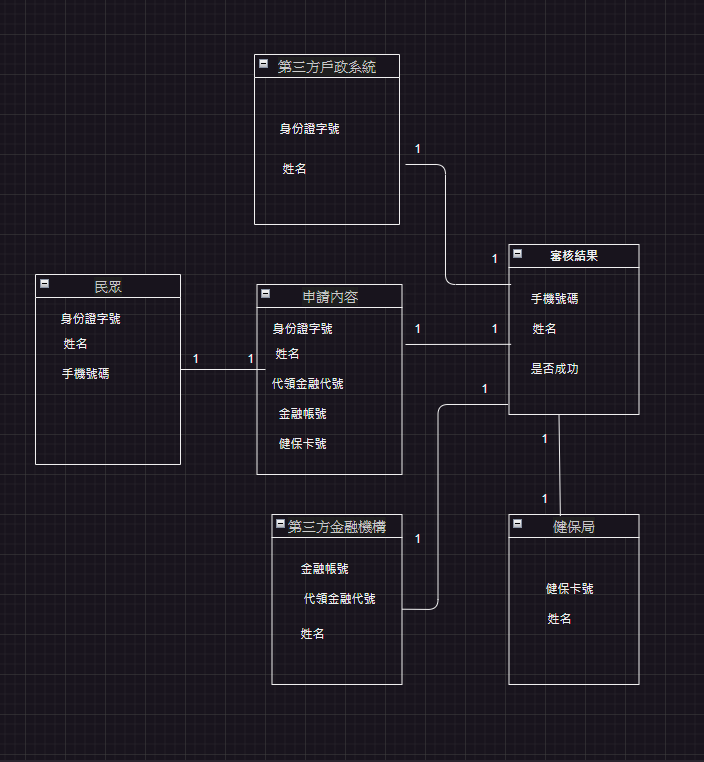 第三方戶政系統
身份證字號
姓名
1
1
民眾
身份證字號
姓名
手機號碼
1
1
申請內容
身份證字號
姓名
代領金融代號
金融帳號
健保卡號
1
1
審核結果
手機號碼
姓名
是否成功
1
1
1
1
第三方金融機構
金融帳號
代領金融代號
姓名
健保局
健保卡號
姓名